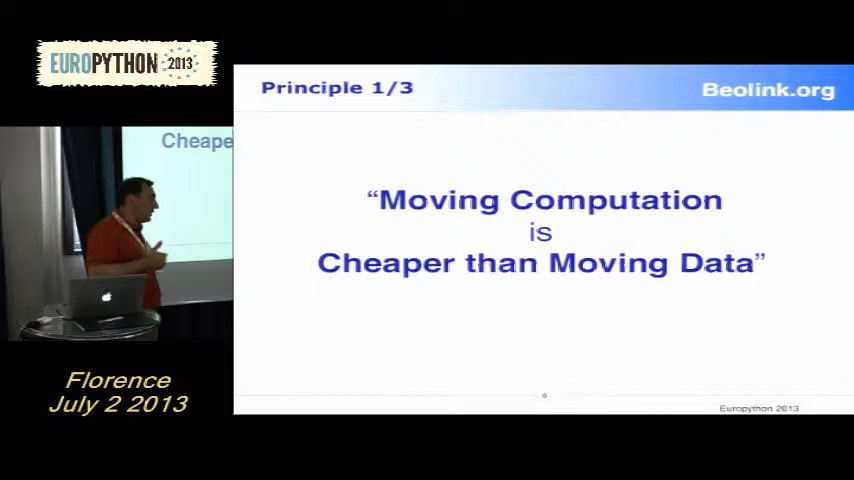 EUROPYTHON 2013
Principle 1/3
Beolink.org
Cheape
“Moving Computation
is
Cheaper than Moving Data”
Florence
July 2 2013
6
Europython 2013